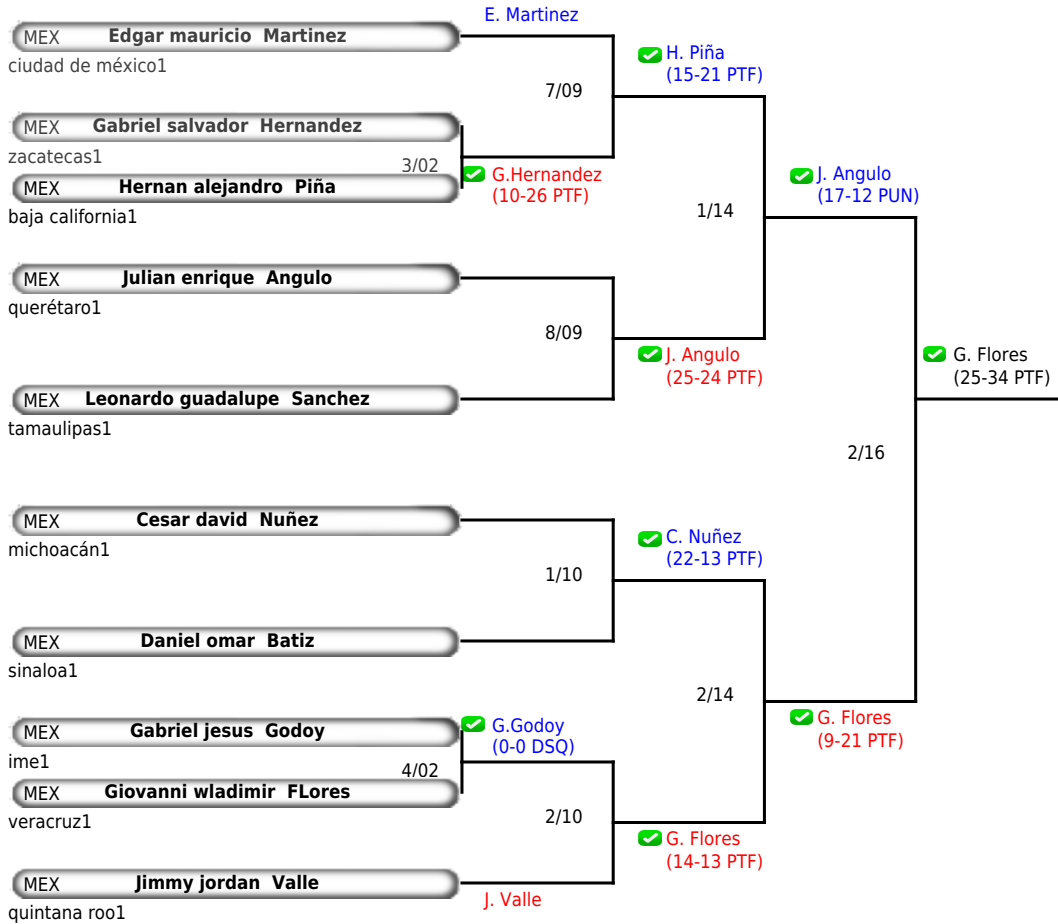 E. Martinez
MEX Edgar mauricio Martinez
ciudad de méxico1
H. Piña
(15-21 PTF)
7/09
MEX Gabriel salvador Hernandez
zacatecas1
3/02
G.Hernandez
(10-26 PTF)
MEX Hernan alejandro Piña
baja california1
J. Angulo
(17-12 PUN)
1/14
MEX Julian enrique Angulo
querétaro1
8/09
J. Angulo
(25-24 PTF)
G. Flores
(25-34 PTF)
MEX Leonardo guadalupe Sanchez
tamaulipas1
2/16
MEX Cesar david Nuñez
michoacán1
C. Nuñez
(22-13 PTF)
1/10
MEX Daniel omar Batiz
sinaloa1
2/14
G. Flores
(9-21 PTF)
MEX Gabriel jesus Godoy
ime1
G.Godoy
(0-0 DSQ)
4/02
MEX Giovanni wladimir FLores
veracruz1
2/10
G. Flores
(14-13 PTF)
MEX Jimmy jordan Valle
quintana roo1
J. Valle